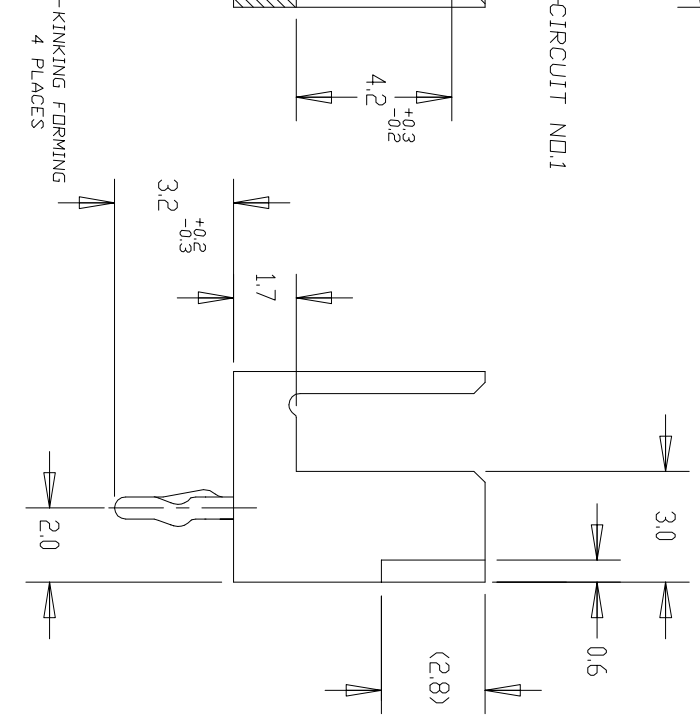 CIRCUIT NO.1
4.2 +0.3 -0.2
KINKING FORMING
4 PLACES
3.2 +0.2 -0.3
1.7
2.0
3.0
0.6
(2.8)